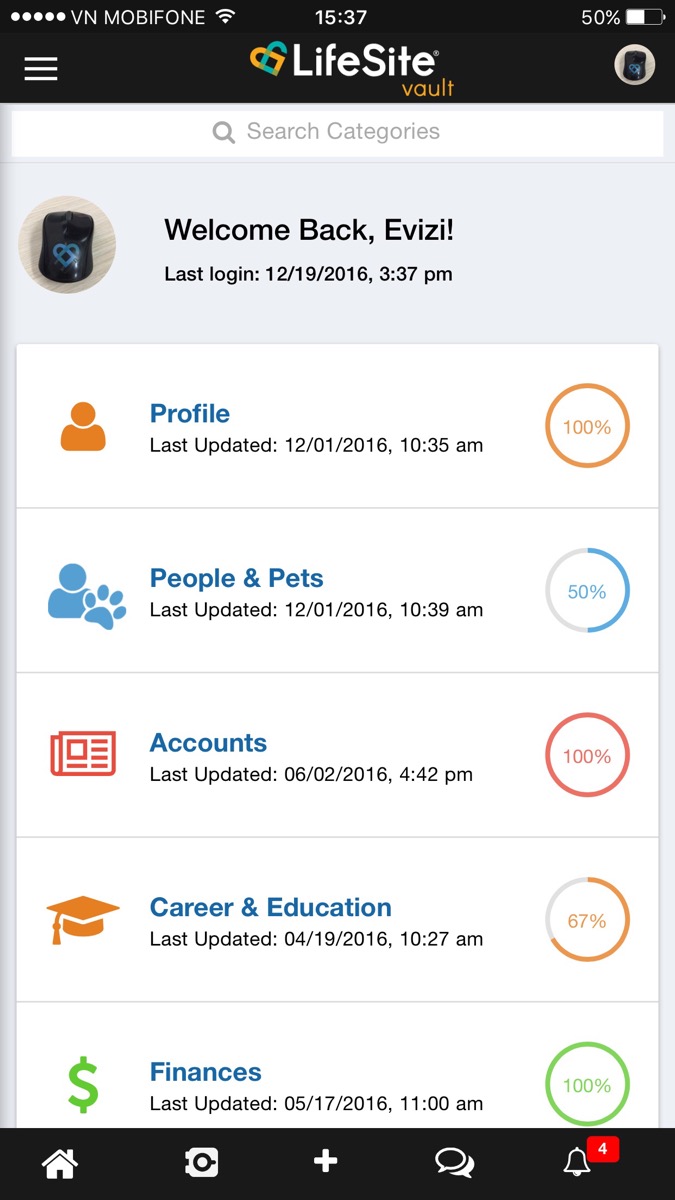 VN MOBIFONE 15:37 50%
LifeSite®
vault
Search Categories
Welcome Back, Evizi!
Last login: 12/19/2016, 3:37 pm
Profile
Last Updated: 12/01/2016, 10:35 am
100%
People & Pets
Last Updated: 12/01/2016, 10:39 am
50%
Accounts
Last Updated: 06/02/2016, 4:42 pm
100%
Career & Education
Last Updated: 04/19/2016, 10:27 am
67%
Finances
Last Updated: 05/17/2016, 11:00 am
100%
4